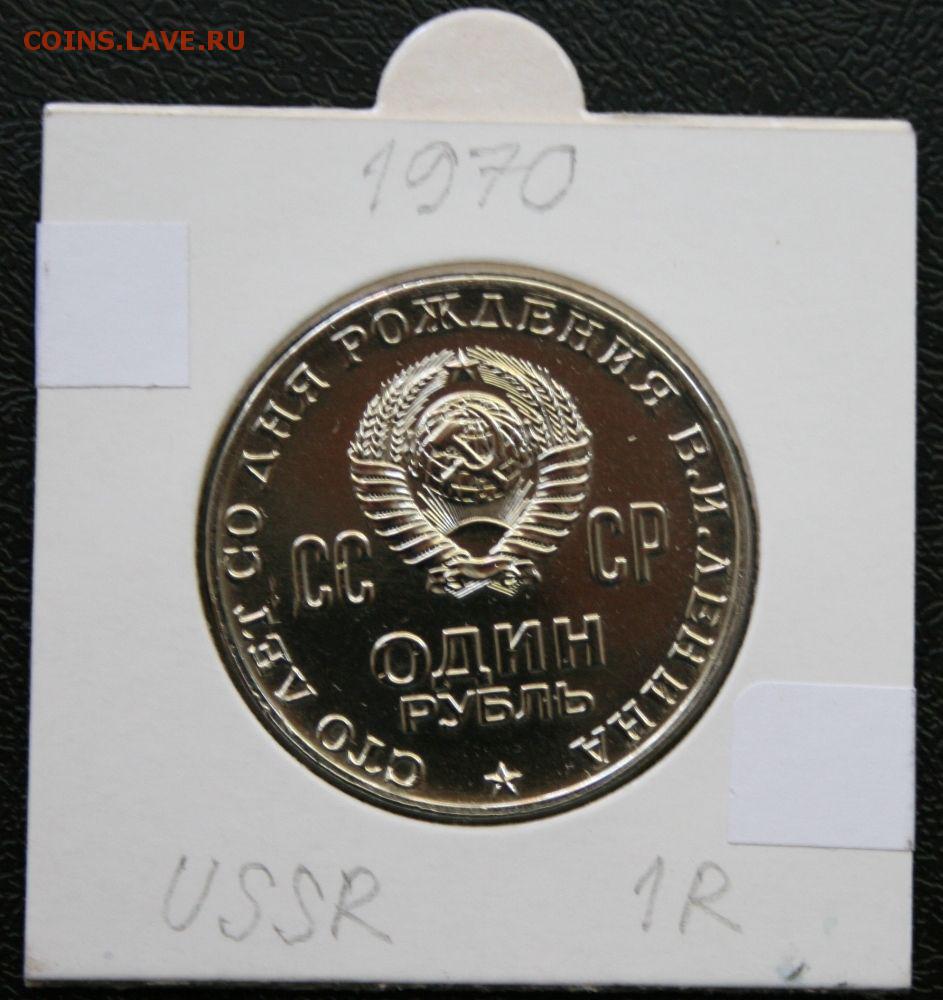 COINS.LAVE.RU
1970
СТО ЛЕТ СО ДНЯ РОЖДЕНИЯ В.И.ЛЕНИНА
СС СР
ОДИН
РУБЛЬ
USSR 1R